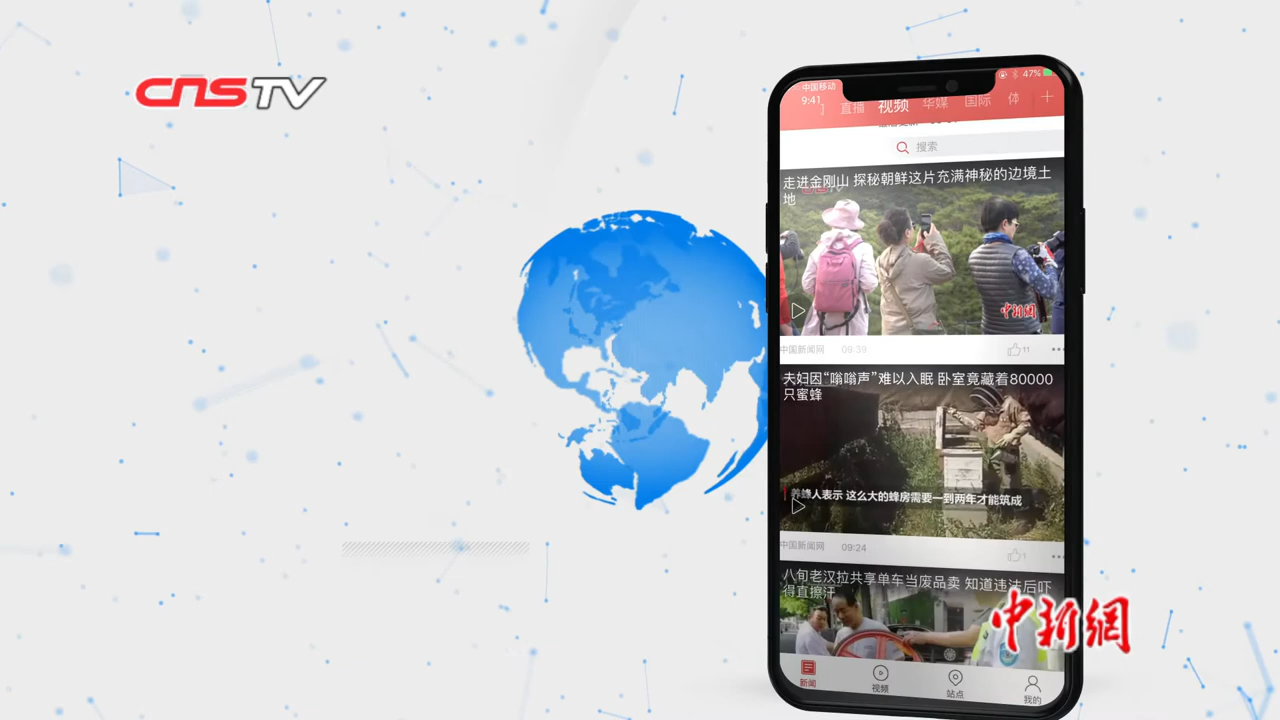 CNSTV
中国移动
9:41
47%
直播 视频 华媒 国际 体 +
搜索
走进金刚山 探秘朝鲜这片充满神秘的边境土
地
中新网
中国新闻网 09:39 11
夫妇因“嗡嗡声”难以入眠 卧室竟藏着80000
只蜜蜂
养蜂人表示 这么大的蜂房需要一到两年才能筑成
中国新闻网 09:24 1
八旬老汉拉共享单车当废品卖 知道违法后吓
得直擦汗
中新網
新闻 视频 站点 我的